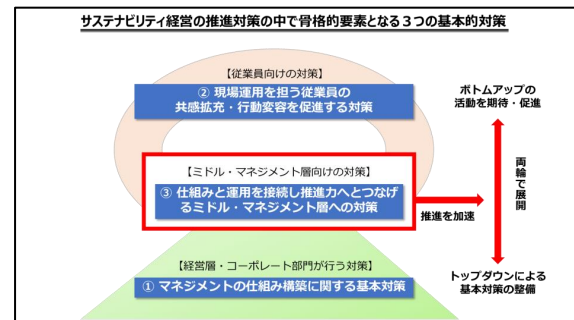 サステナビリティ経営の推進対策の中で骨格的要素となる３つの基本的対策
【従業員向けの対策】
② 現場運用を担う従業員の
共感拡充・行動変容を促進する対策
【ミドル・マネジメント層向けの対策】
③ 仕組みと運用を接続し推進力へとつなげ
るミドル・マネジメント層への対策
【経営層・コーポレート部門が行う対策】
① マネジメントの仕組み構築に関する基本対策
推進を加速
ボトムアップの
活動を期待・促進
両輪で展開
トップダウンによる
基本対策の整備